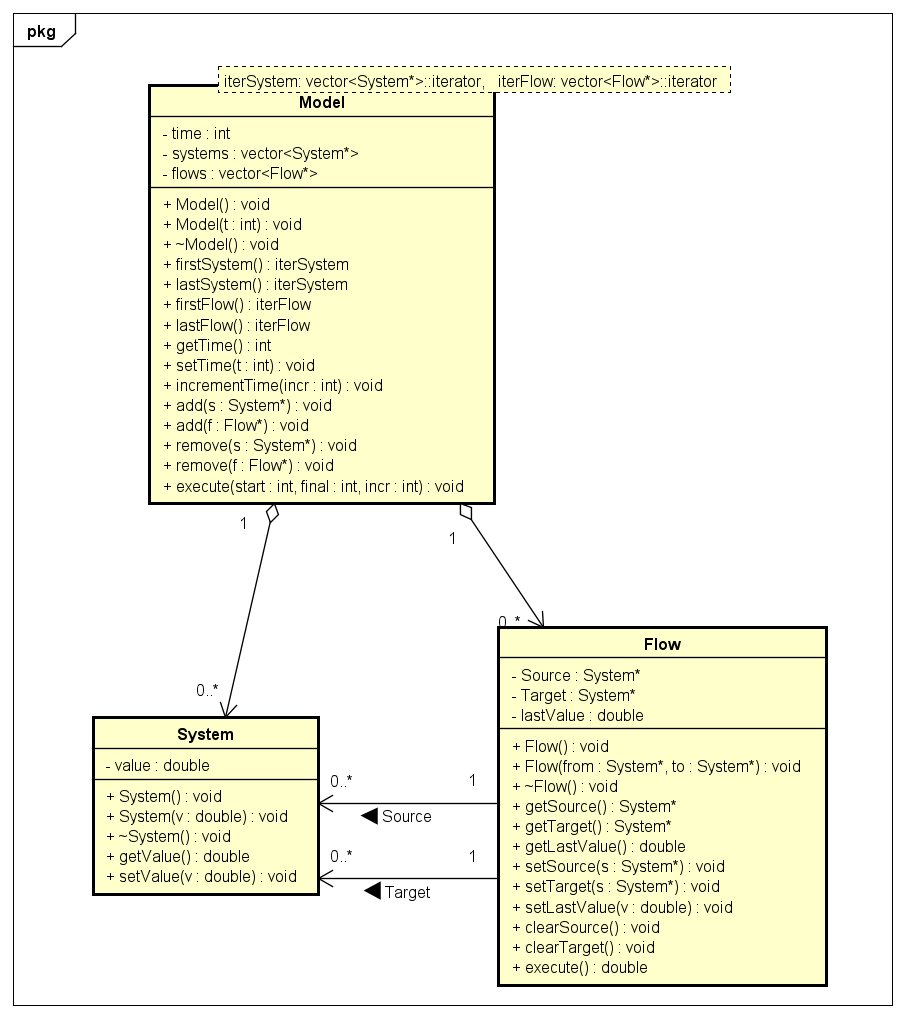 pkg
iterSystem: vector<System*>::iterator, iterFlow: vector<Flow*>::iterator
Model
- time : int
- systems : vector<System*>
- flows : vector<Flow*>
+ Model() : void
+ Model(t : int) : void
+ ~Model() : void
+ firstSystem() : iterSystem
+ lastSystem() : iterSystem
+ firstFlow() : iterFlow
+ lastFlow() : iterFlow
+ getTime() : int
+ setTime(t : int) : void
+ incrementTime(incr : int) : void
+ add(s : System*) : void
+ add(f : Flow*) : void
+ remove(s : System*) : void
+ remove(f : Flow*) : void
+ execute(start : int, final : int, incr : int) : void
1
1
0..*
0..*
Flow
- Source : System*
- Target : System*
- lastValue : double
+ Flow() : void
+ Flow(from : System*, to : System*) : void
+ ~Flow() : void
+ getSource() : System*
+ getTarget() : System*
+ getLastValue() : double
+ setSource(s : System*) : void
+ setTarget(s : System*) : void
+ setLastValue(v : double) : void
+ clearSource() : void
+ clearTarget() : void
+ execute() : double
System
- value : double
+ System() : void
+ System(v : double) : void
+ ~System() : void
+ getValue() : double
+ setValue(v : double) : void
0..* 1
Source
0..* 1
Target